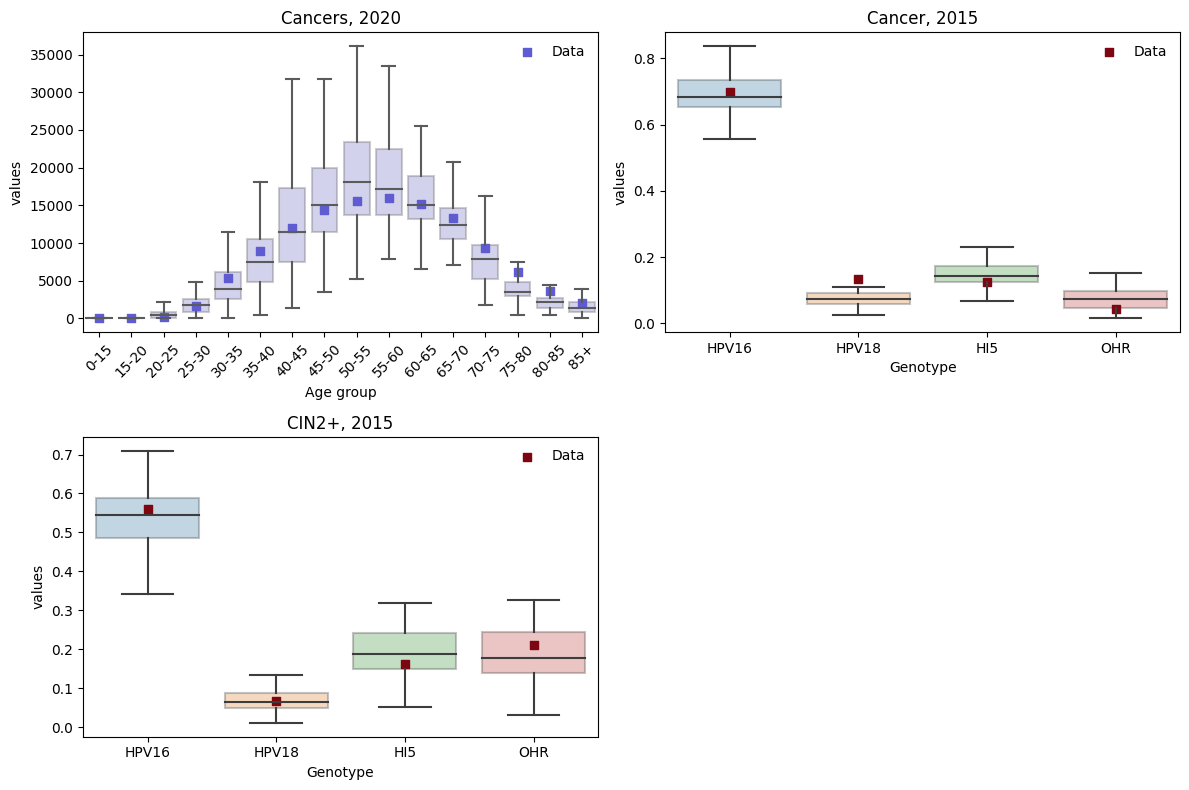 Cancers, 2020
values
35000
30000
25000
20000
15000
10000
5000
0
Data
0-15
15-20
20-25
25-30
30-35
35-40
40-45
45-50
50-55
55-60
60-65
65-70
70-75
75-80
80-85
85+
Age group
Cancer, 2015
values
0.8
0.6
0.4
0.2
0.0
Data
HPV16
HPV18
HI5
OHR
Genotype
CIN2+, 2015
values
0.7
0.6
0.5
0.4
0.3
0.2
0.1
0.0
Data
HPV16
HPV18
HI5
OHR
Genotype